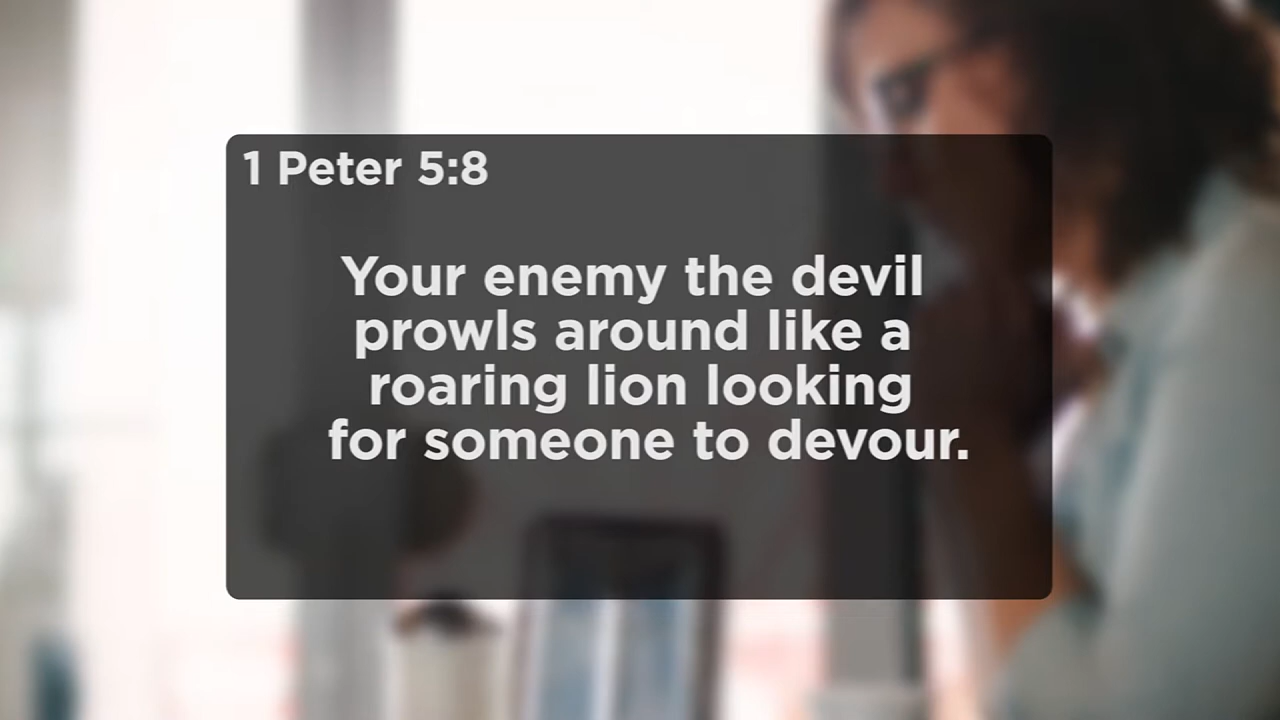 1 Peter 5:8
Your enemy the devil
prowls around like a
roaring lion looking
for someone to devour.